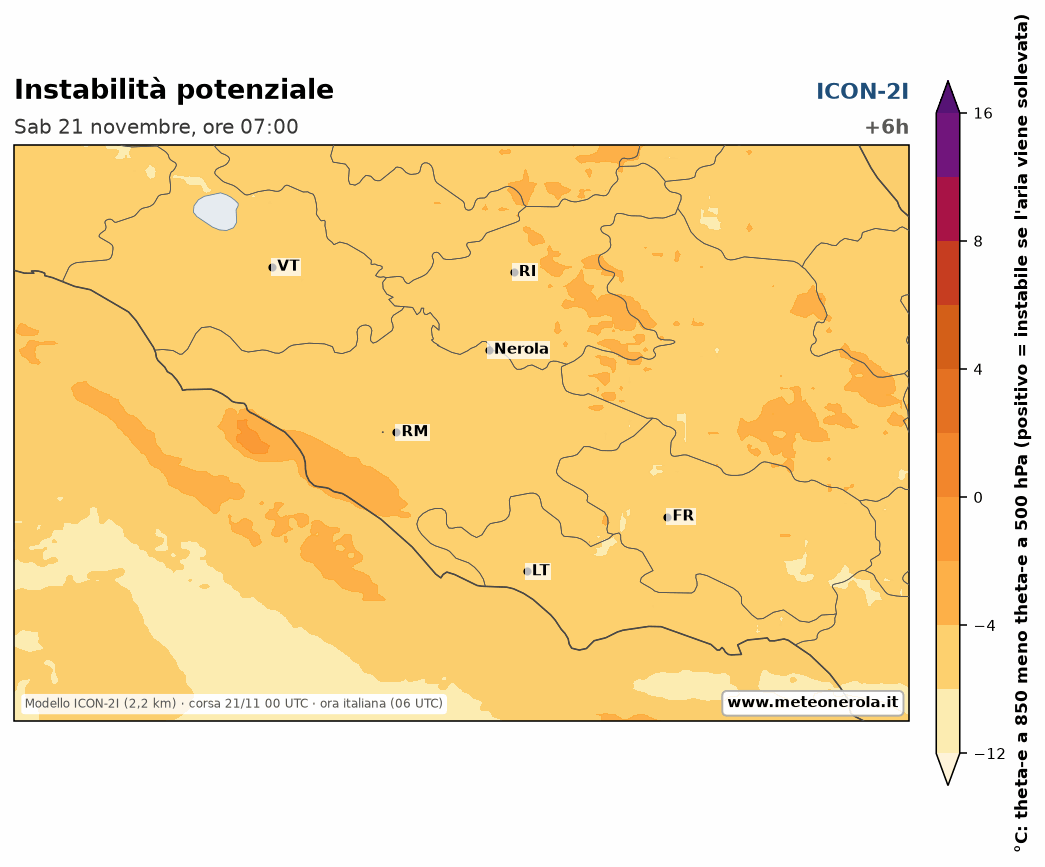 Instabilità potenziale
ICON-2I
Sab 21 novembre, ore 07:00
+6h
VT
RI
Nerola
RM
FR
LT
Modello ICON-2I (2,2 km) · corsa 21/11 00 UTC · ora italiana (06 UTC)
www.meteonerola.it
16
8
4
0
−4
−12
°C: theta-e a 850 meno theta-e a 500 hPa (positivo = instabile se l'aria viene sollevata)